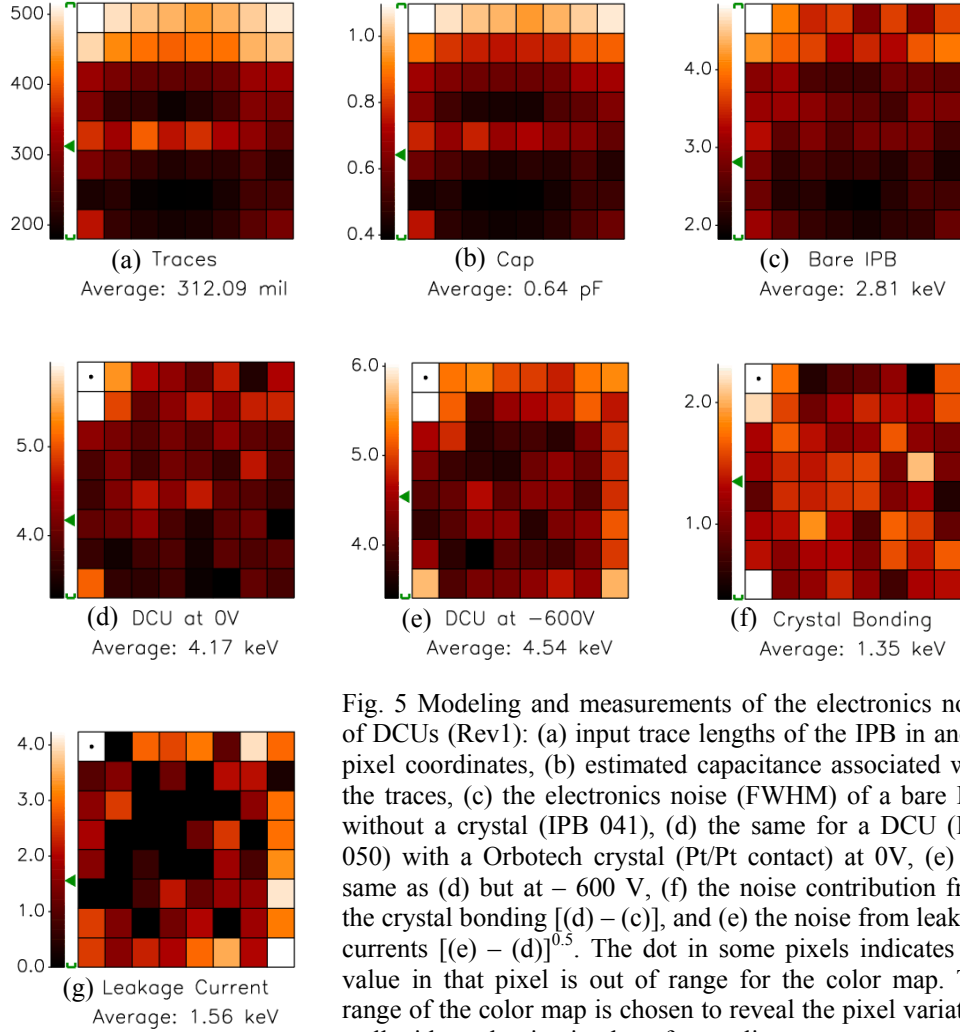 500
400
300
200
(a) Traces
Average: 312.09 mil
1.0
0.8
0.6
0.4
(b) Cap
Average: 0.64 pF
4.0
3.0
2.0
(c) Bare IPB
Average: 2.81 keV
5.0
4.0
(d) DCU at 0V
Average: 4.17 keV
6.0
5.0
4.0
(e) DCU at −600V
Average: 4.54 keV
2.0
1.0
(f) Crystal Bonding
Average: 1.35 keV
4.0
3.0
2.0
1.0
0.0
(g) Leakage Current
Average: 1.56 keV
Fig. 5 Modeling and measurements of the electronics
of DCUs (Rev1): (a) input trace lengths of the IPB in
pixel coordinates, (b) estimated capacitance associated
the traces, (c) the electronics noise (FWHM) of a bare
without a crystal (IPB 041), (d) the same for a DCU
050) with a Orbotech crystal (Pt/Pt contact) at 0V, (e)
same as (d) but at – 600 V, (f) the noise contribution
the crystal bonding [(d) – (c)], and (e) the noise from
currents [(e) – (d)]^0.5. The dot in some pixels indicates
value in that pixel is out of range for the color map.
range of the color map is chosen to reveal the pixel